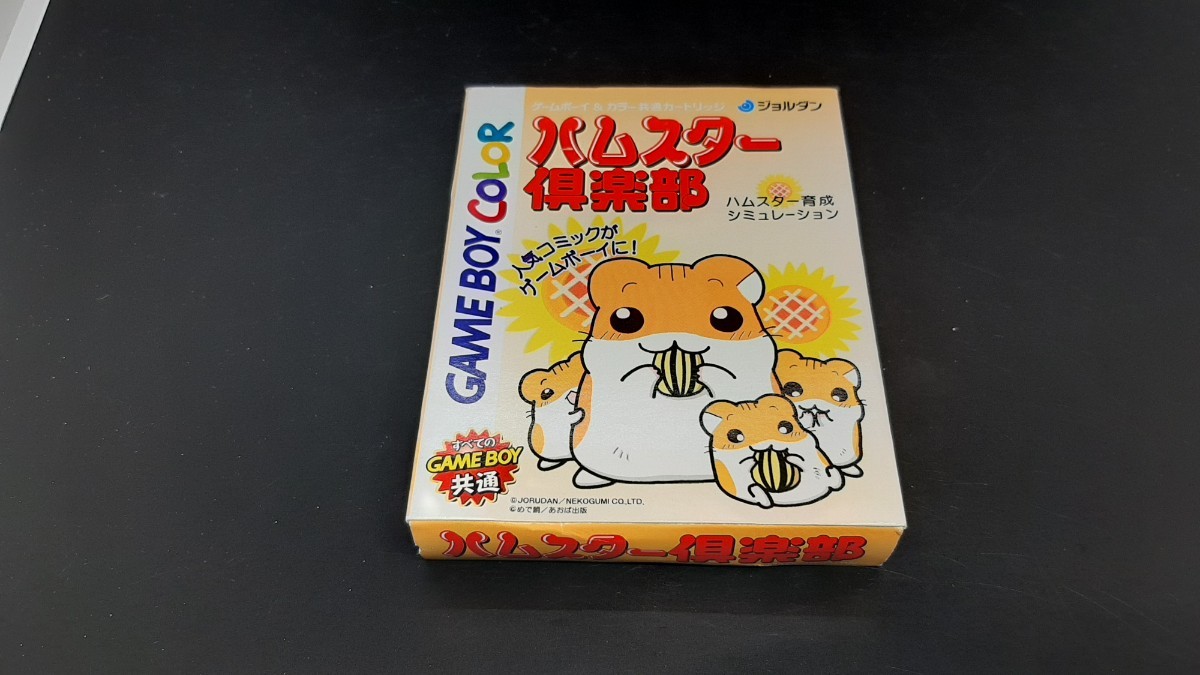 ゲームボーイ&カラー共通カートリッジ
ジョルダン
GAME BOY COLOR
ハムスター
倶楽部
ハムスター育成
シミュレーション
人気コミックが
ゲームボーイに!
すべての
GAME BOY
共通
©JORUDAN/NEKOGUMI CO.,LTD.
©めで鯛/あおば出版
ハムスター倶楽部